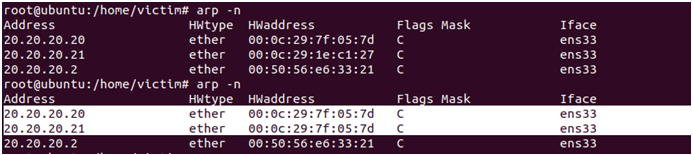 root@ubuntu:/home/victim# arp -n
Address HWtype HWaddress Flags Mask Iface
20.20.20.20 ether 00:0c:29:7f:05:7d C ens33
20.20.20.21 ether 00:0c:29:1e:c1:27 C ens33
20.20.20.2 ether 00:50:56:e6:33:21 C ens33
root@ubuntu:/home/victim# arp -n
Address HWtype HWaddress Flags Mask Iface
20.20.20.20 ether 00:0c:29:7f:05:7d C ens33
20.20.20.21 ether 00:0c:29:7f:05:7d C ens33
20.20.20.2 ether 00:50:56:e6:33:21 C ens33